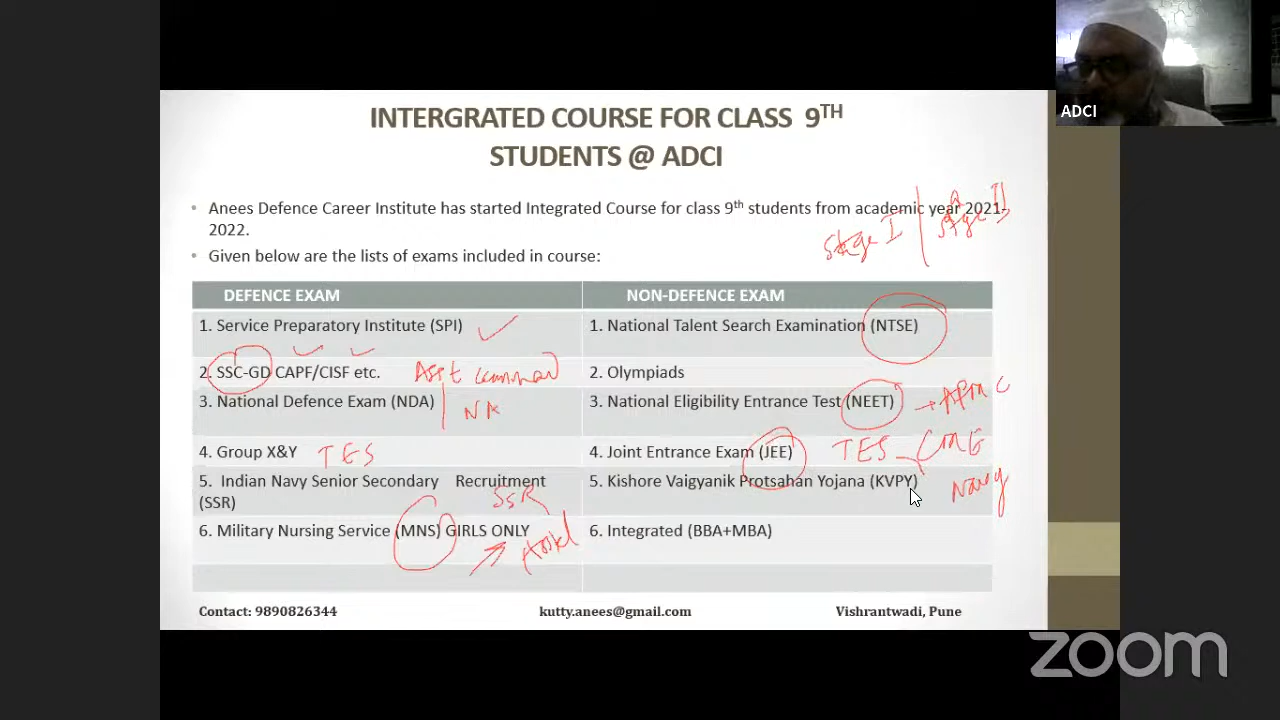 ADCI
INTERGRATED COURSE FOR CLASS 9TH
STUDENTS @ ADCI
• Anees Defence Career Institute has started Integrated Course for class 9th students from academic year 2021-
2022.
Stage I | Stage II
• Given below are the lists of exams included in course:
DEFENCE EXAM NON-DEFENCE EXAM
1. Service Preparatory Institute (SPI) 1. National Talent Search Examination (NTSE)
2. SSC-GD CAPF/CISF etc. Asst 2. Olympiads
3. National Defence Exam (NDA) | NA 3. National Eligibility Entrance Test (NEET) → AFMC
4. Group X&Y TES 4. Joint Entrance Exam (JEE) TES CME
5. Indian Navy Senior Secondary Recruitment 5. Kishore Vaigyanik Protsahan Yojana (KVPY) Navy
(SSR) SSR
6. Military Nursing Service (MNS) GIRLS ONLY 6. Integrated (BBA+MBA)
Contact: 9890826344 kutty.anees@gmail.com Vishrantwadi, Pune
zoom